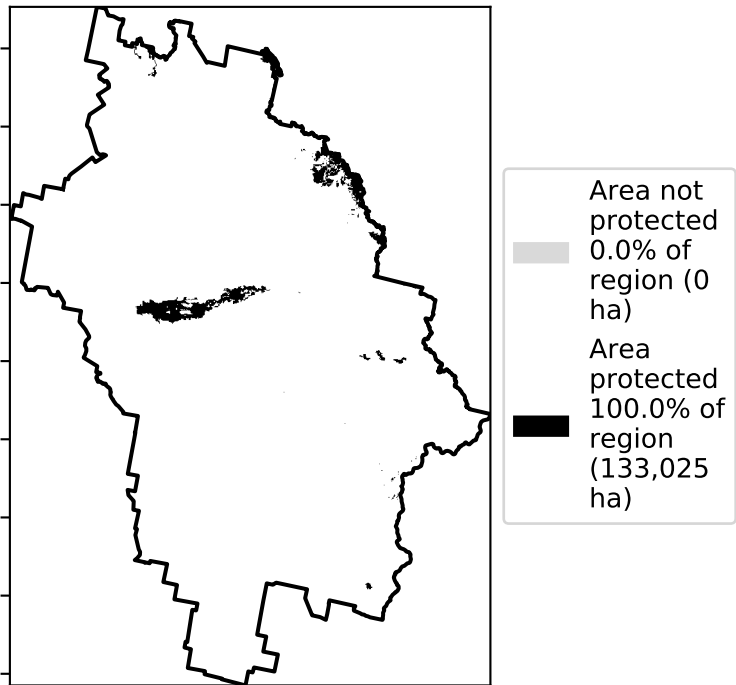 Area not
protected
0.0% of
region (0
ha)
Area
protected
100.0% of
region
(133,025
ha)